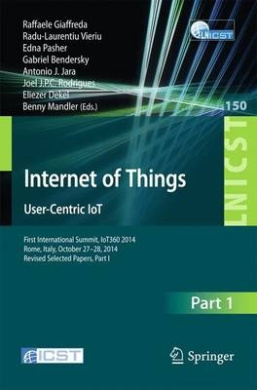 Raffaele Giaffreda
Radu-Laurentiu Vieriu
Edna Pasher
Gabriel Bendersky
Antonio J. Jara
Joel J.P.C. Rodrigues
Eliezer Dekel
Benny Mandler (Eds.)
ICST
150
LNICST
Internet of Things
User-Centric IoT
First International Summit, IoT360 2014
Rome, Italy, October 27–28, 2014
Revised Selected Papers, Part I
Part 1
ICST
Springer